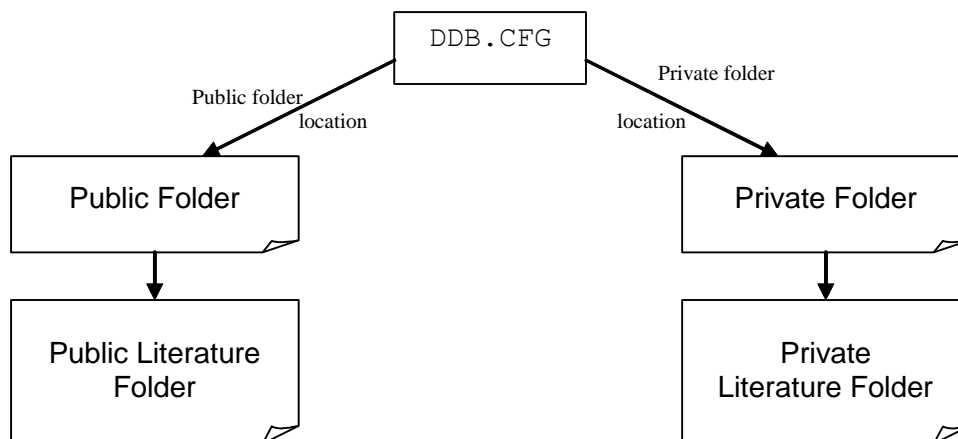 DDB.CFG
Public folder
location
Private folder
location
Public Folder
Private Folder
Public Literature
Folder
Private
Literature Folder